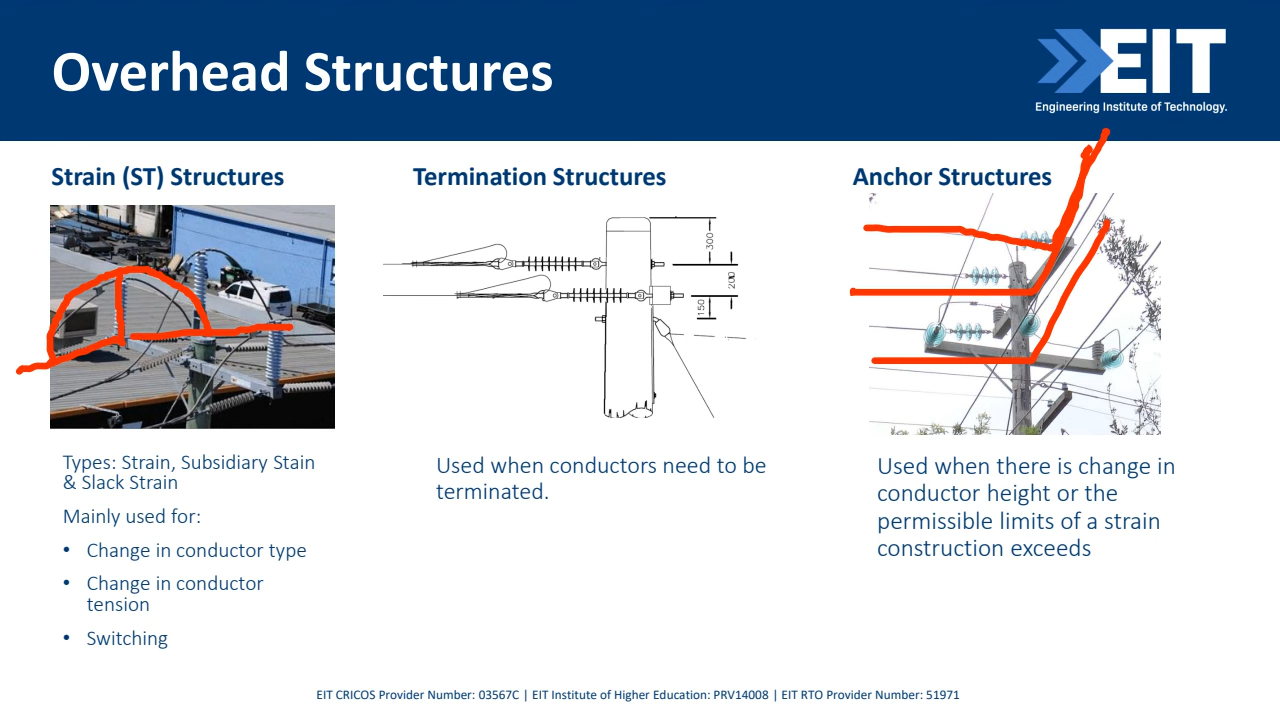 Overhead Structures
EIT
Engineering Institute of Technology.
Strain (ST) Structures
Termination Structures
Anchor Structures
300
200
150
Types: Strain, Subsidiary Stain
& Slack Strain
Mainly used for:
• Change in conductor type
• Change in conductor
tension
• Switching
Used when conductors need to be
terminated.
Used when there is change in
conductor height or the
permissible limits of a strain
construction exceeds
EIT CRICOS Provider Number: 03567C | EIT Institute of Higher Education: PRV14008 | EIT RTO Provider Number: 51971